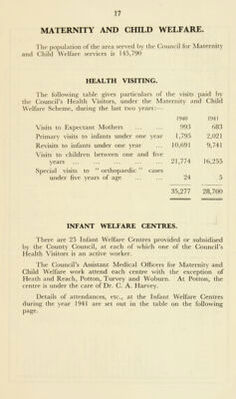 17
MATERNITY AND CHILD WELFARE.
The population of the area served by the Council for Maternity
and Child Welfare services is 145,790
HEALTH VISITING.
The following table gives particulars of the visits paid by
the Council's Health Visitors, under the Maternity and Child
Welfare Scheme, during the last two years:—
1940 1941
Visits to Expectant Mothers ... ... 993 683
Primary visits to infants under one year 1,795 2,021
Revisits to infants under one year ... 10,691 9,741
Visits to children between one and five
years ... ... ... ... ... 21,774 16,255
Special visits to "orthopaedic" cases
under five years of age ... ... 24 5
35,277 28,700
INFANT WELFARE CENTRES.
There are 23 Infant Welfare Centres provided or subsidised
by the County Council, at each of which one of the Council's
Health Visitors is an active worker.
The Council's Assistant Medical Officers for Maternity and
Child Welfare work attend each centre with the exception of
Heath and Reach, Potton, Turvey and Woburn. At Potton, the
centre is under the care of Dr. C. A. Harvey.
Details of attendances, etc., at the Infant Welfare Centres
during the year 1941 are set out in the table on the following
page.